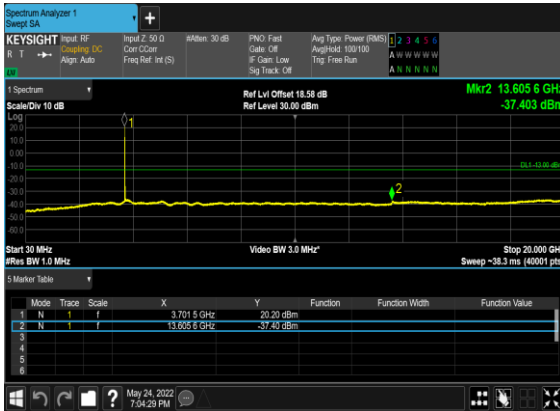 Spectrum Analyzer 1
Swept SA
+
KEYSIGHT Input: RF Input Z: 50 Ω #Atten: 30 dB PNO: Fast Avg Type: Power (RMS) 1 2 3 4 5 6
R T Coupling: DC Corr CCorr Gate: Off Avg|Hold: 100/100 A W W W W W
Align: Auto Freq Ref: Int (S) IF Gain: Low Trig: Free Run
LXI Sig Track: Off A N N N N N
1 Spectrum Ref Lvl Offset 18.58 dB Mkr2 13.605 6 GHz
Scale/Div 10 dB Ref Level 30.00 dBm -37.403 dBm
Log
20.0
10.0
0.00
-10.0
-20.0
-30.0
-40.0
-50.0
-60.0
1
DL1 -13.00 dBm
2
Start 30 MHz Video BW 3.0 MHz* Stop 20.000 GHz
#Res BW 1.0 MHz Sweep ~38.3 ms (40001 pts)
5 Marker Table
Mode Trace Scale X Y Function Function Width Function Value
1 N 1 f 3.701 5 GHz 20.20 dBm
2 N 1 f 13.605 6 GHz -37.40 dBm
3
4
5
6
? May 24, 2022
7:04:29 PM